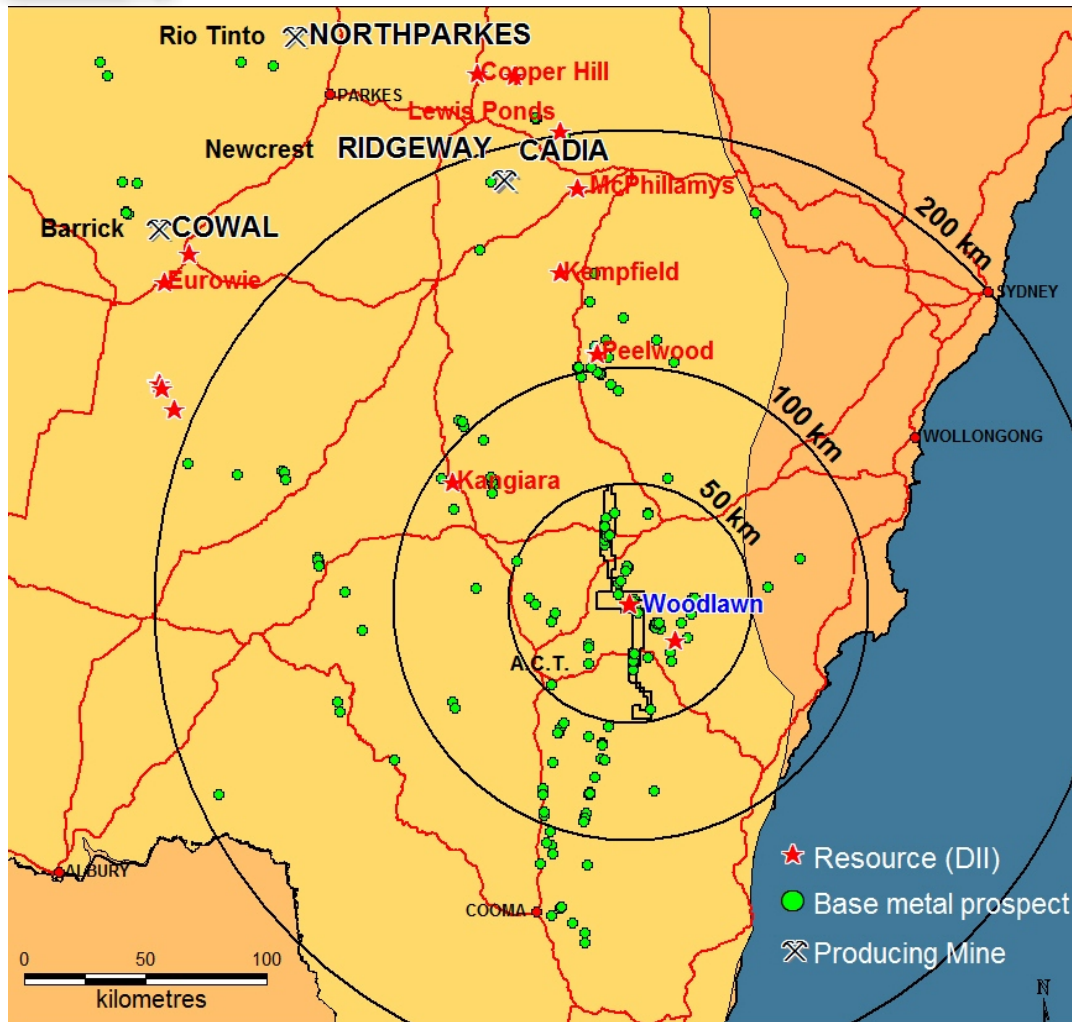 Rio Tinto NORTHPARKES
Copper Hill
PARKES
Lewis Ponds
Newcrest RIDGEWAY CADIA
McPhillamys
200 km
Barrick COWAL
Eurowie
Kempfield
SYDNEY
Peelwood
100 km
WOLLONGONG
Kangiara
50 km
Woodlawn
A.C.T.
Resource (DII)
ALBURY
Base metal prospect
COOMA
Producing Mine
0 50 100
kilometres
N